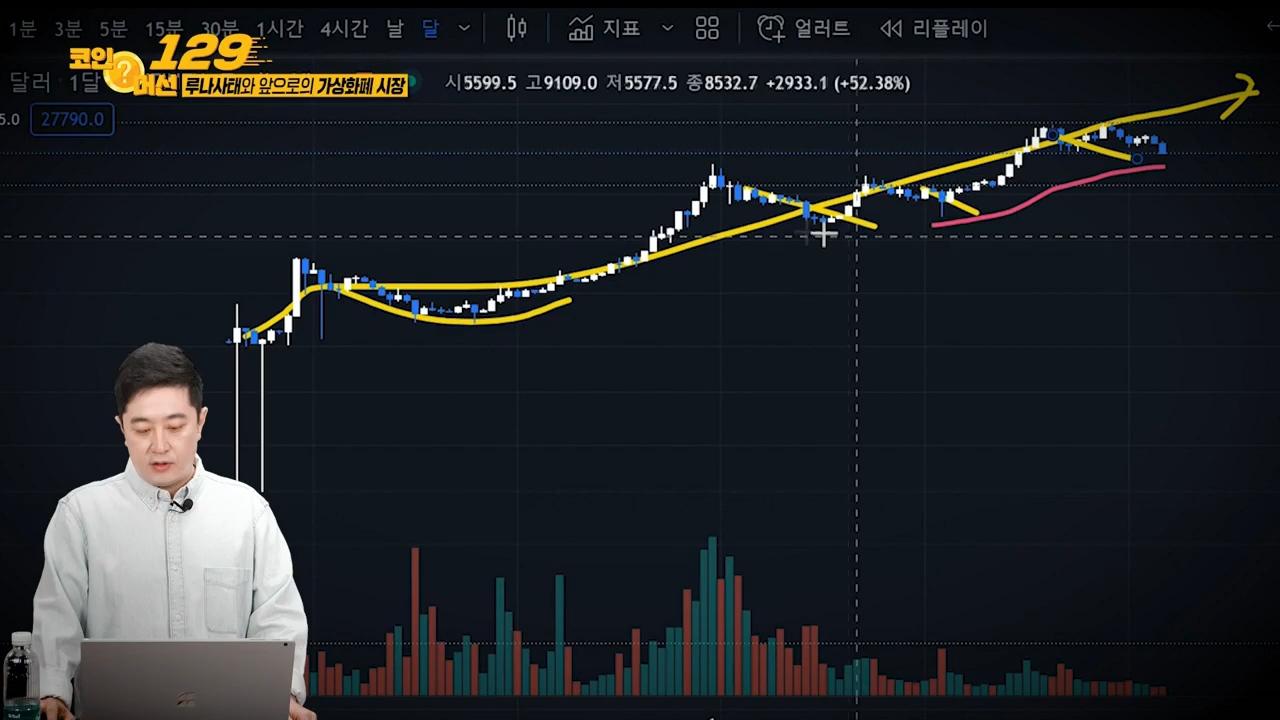 1분 3분 5분 15분 30분 1시간 4시간 날 달 지표 얼러트 리플레이
코인 129
? 머선 루나사태와 앞으로의 가상화폐 시장
달러 1달 시5599.5 고9109.0 저5577.5 종8532.7 +2933.1 (+52.38%)
5.0 27790.0